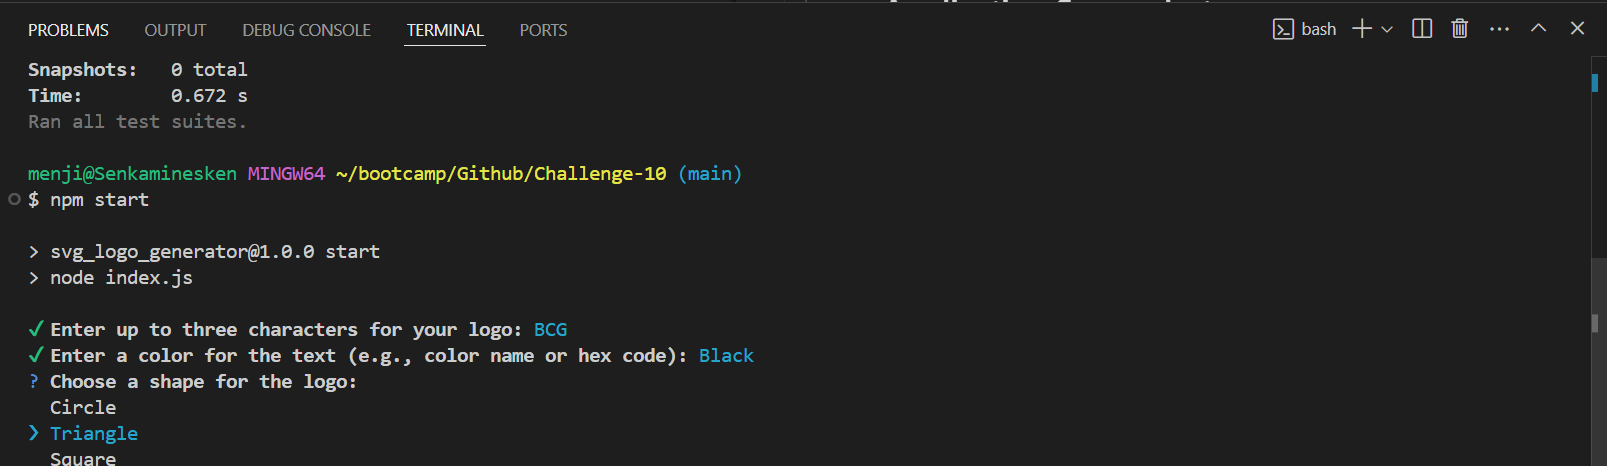 PROBLEMS OUTPUT DEBUG CONSOLE TERMINAL PORTS bash
Snapshots:   0 total
Time:        0.672 s
Ran all test suites.
menji@Senkaminesken MINGW64 ~/bootcamp/Github/Challenge-10 (main)
$ npm start
> svg_logo_generator@1.0.0 start
> node index.js
✓ Enter up to three characters for your logo: BCG
✓ Enter a color for the text (e.g., color name or hex code): Black
? Choose a shape for the logo:
Circle
❯ Triangle
Square